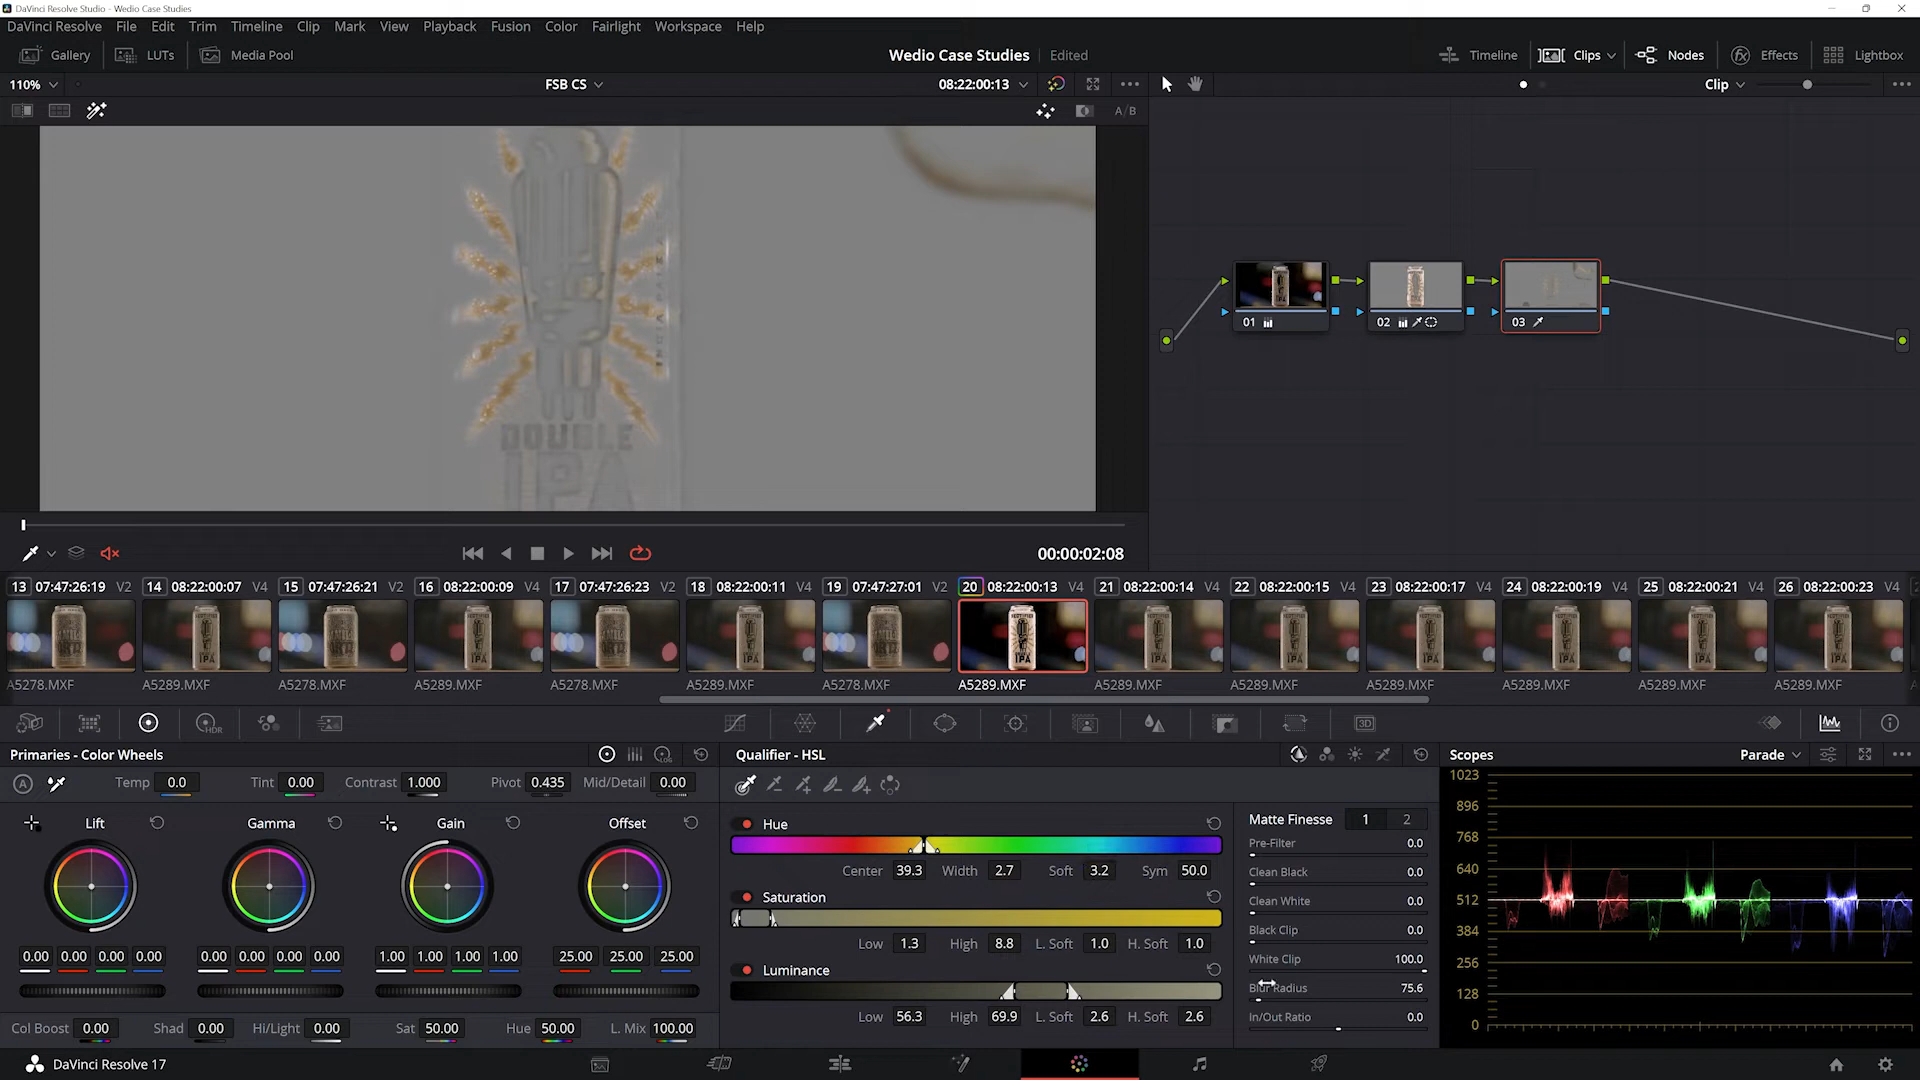 DaVinci Resolve Studio - Wedio Case Studies
DaVinci Resolve File Edit Trim Timeline Clip Mark View Playback Fusion Color Fairlight Workspace Help
Gallery LUTs Media Pool Wedio Case Studies Edited Timeline Clips Nodes Effects Lightbox
110% FSB CS 08:22:00:13 Clip
A/B
DOUBLE
IPA
01 02 03
00:00:02:08
13 07:47:26:19 V2 14 08:22:00:07 V4 15 07:47:26:21 V2 16 08:22:00:09 V4 17 07:47:26:23 V2 18 08:22:00:11 V4 19 07:47:27:01 V2 20 08:22:00:13 V4 21 08:22:00:14 V4 22 08:22:00:15 V4 23 08:22:00:17 V4 24 08:22:00:19 V4 25 08:22:00:21 V4 26 08:22:00:23 V4
A5278.MXF A5289.MXF A5278.MXF A5289.MXF A5278.MXF A5289.MXF A5278.MXF A5289.MXF A5289.MXF A5289.MXF A5289.MXF A5289.MXF A5289.MXF A5289.MXF
HDR 3D
Primaries - Color Wheels LOG Qualifier - HSL Scopes Parade
A Temp 0.0 Tint 0.00 Contrast 1.000 Pivot 0.435 Mid/Detail 0.00
Lift Gamma Gain Offset
0.00 0.00 0.00 0.00 0.00 0.00 0.00 0.00 1.00 1.00 1.00 1.00 25.00 25.00 25.00
Col Boost 0.00 Shad 0.00 Hi/Light 0.00 Sat 50.00 Hue 50.00 L. Mix 100.00
Hue
Center 39.3 Width 2.7 Soft 3.2 Sym 50.0
Saturation
Low 1.3 High 8.8 L. Soft 1.0 H. Soft 1.0
Luminance
Low 56.3 High 69.9 L. Soft 2.6 H. Soft 2.6
Matte Finesse 1 2
Pre-Filter 0.0
Clean Black 0.0
Clean White 0.0
Black Clip 0.0
White Clip 100.0
Blur Radius 75.6
In/Out Ratio 0.0
1023
896
768
640
512
384
256
128
0
DaVinci Resolve 17